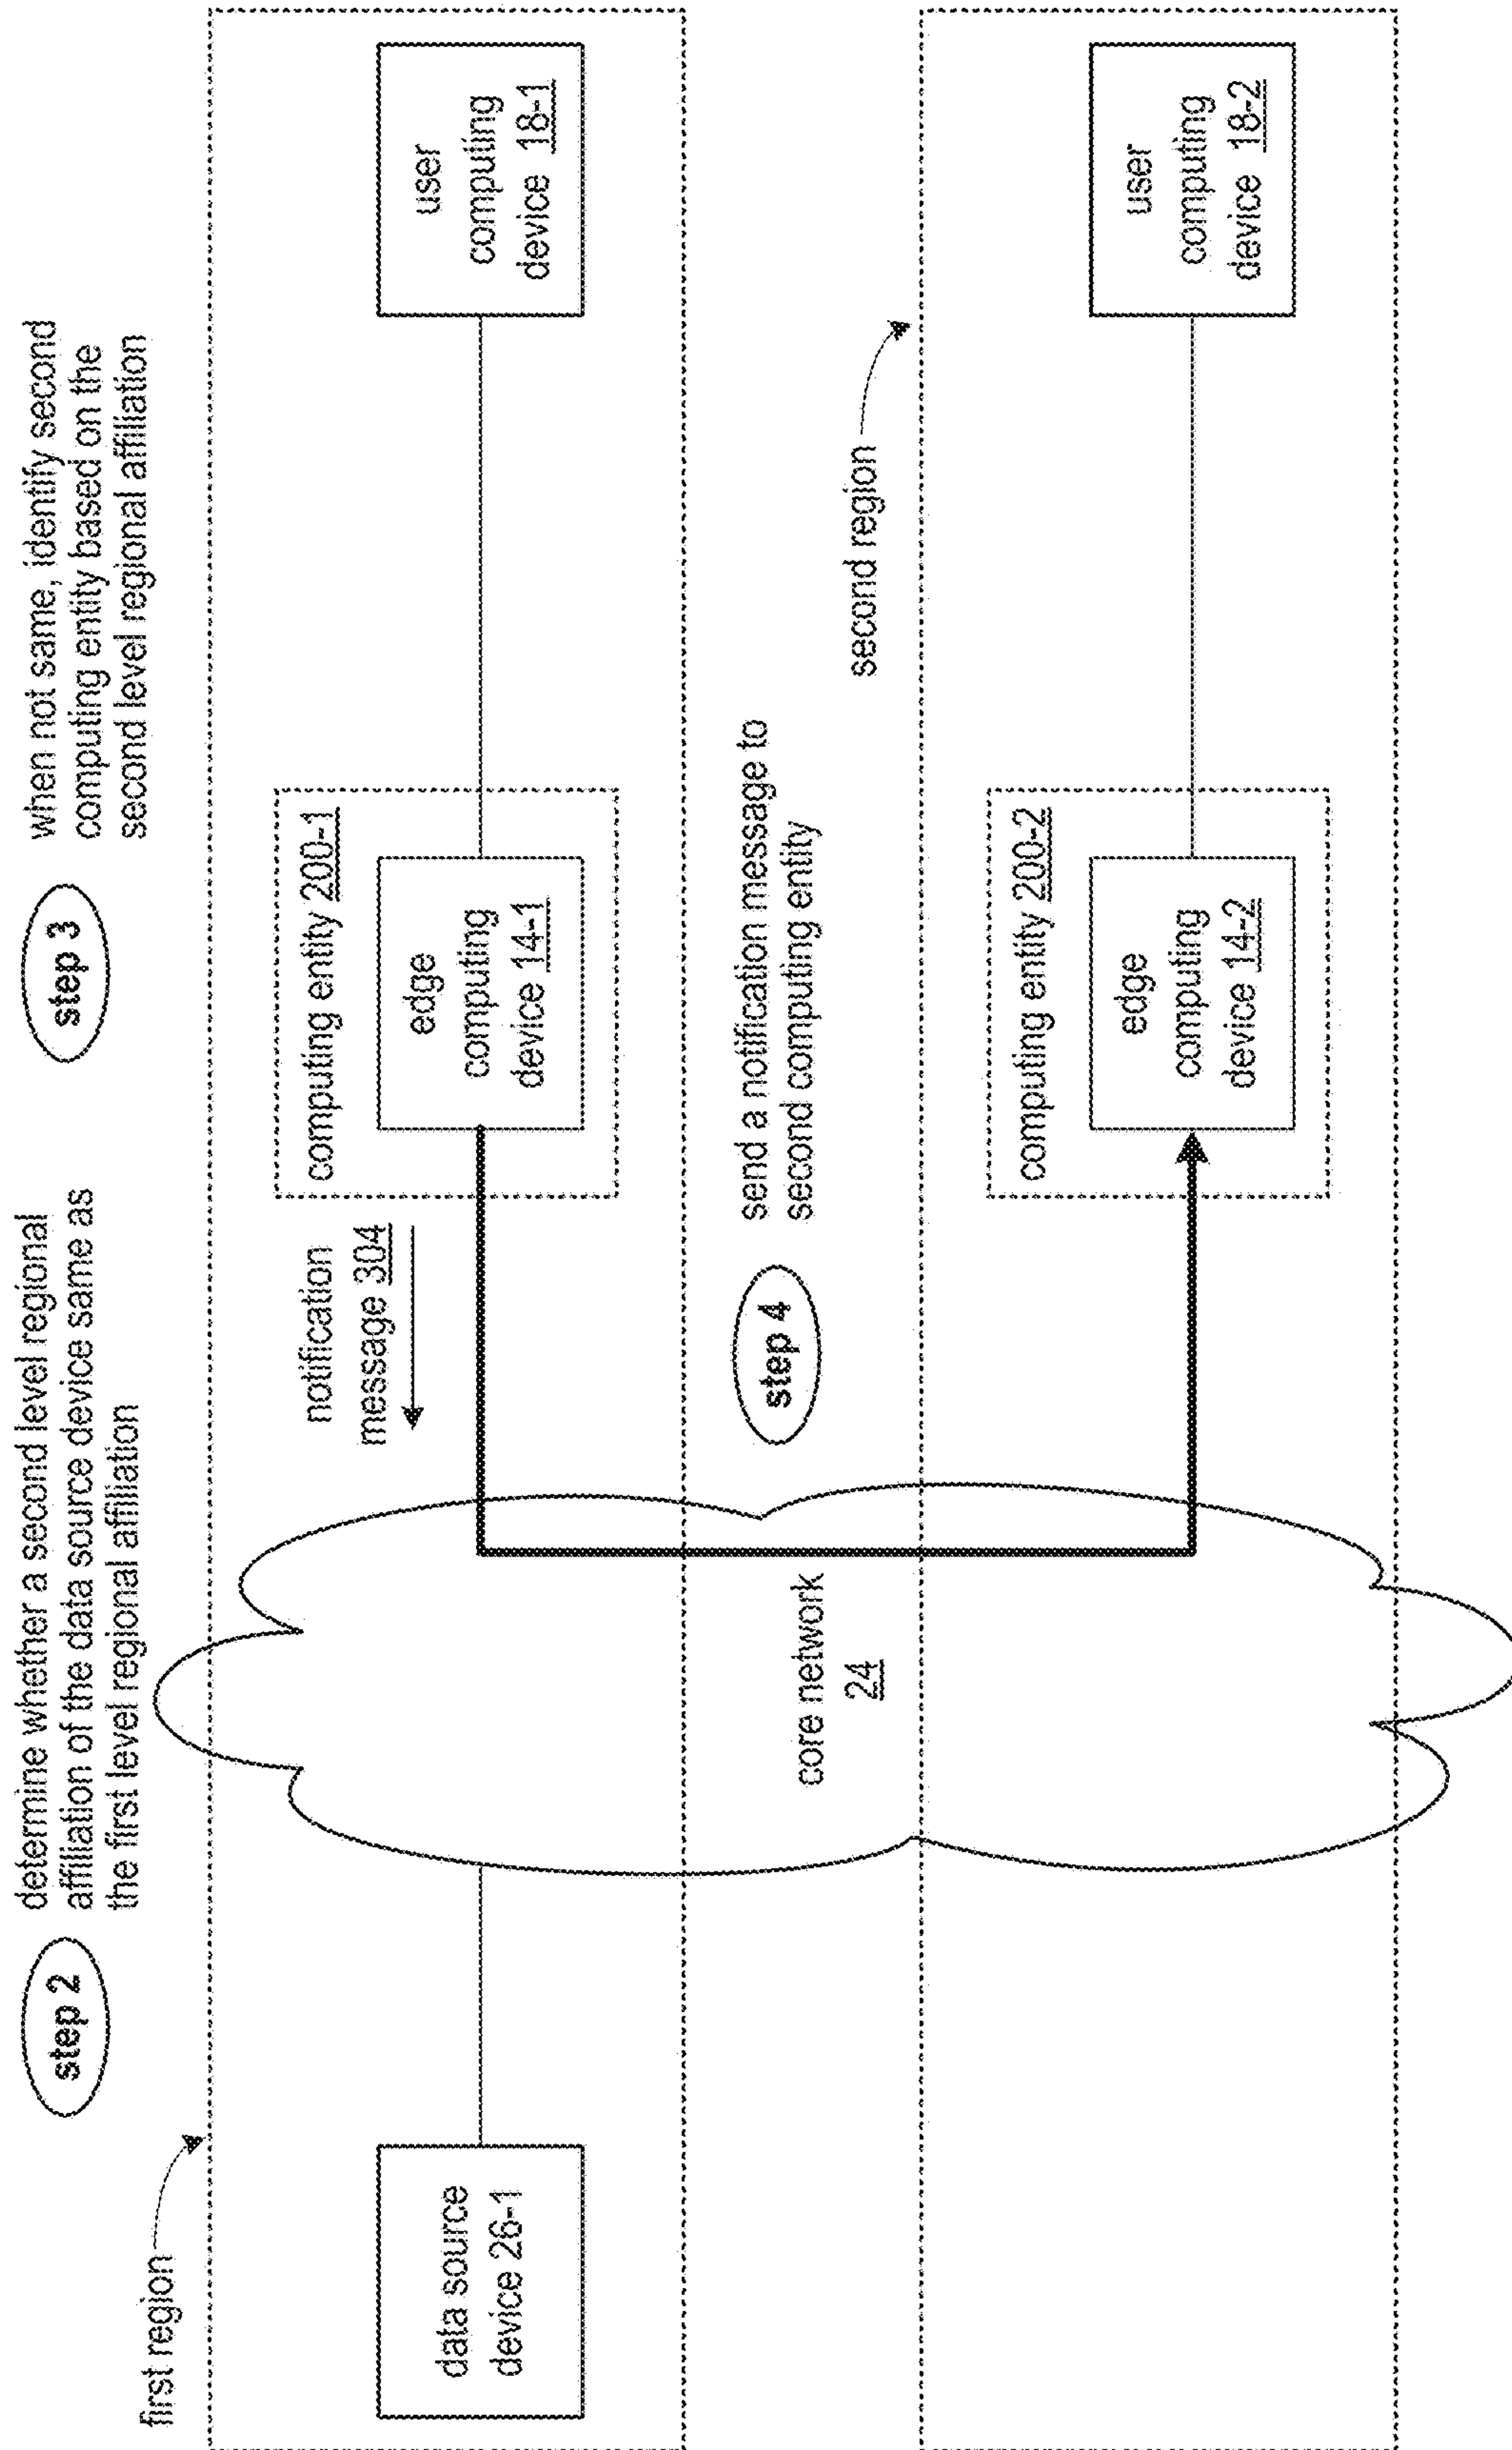 step 2
determine whether a second level regional
affiliation of the data source device same as
the first level regional affiliation
step 3
when not same, identify second
computing entity based on the
second level regional affiliation
first region
data source
device 26-1
notification
message 304
computing entity 200-1
edge
computing
device 14-1
user
computing
device 18-1
core network
24
step 4
send a notification message to
second computing entity
second region
computing entity 200-2
edge
computing
device 14-2
user
computing
device 18-2